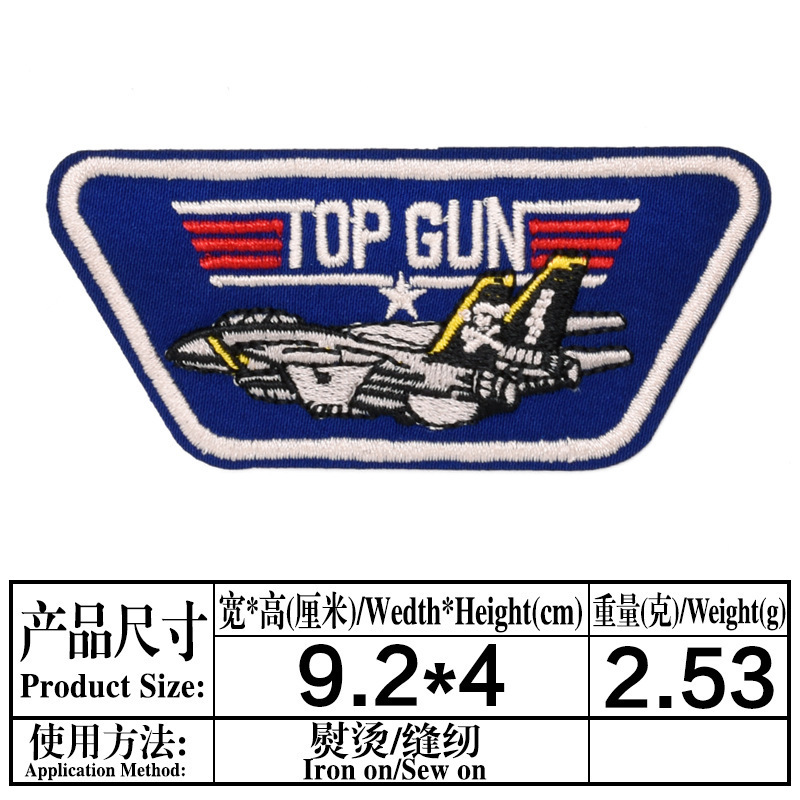 TOP GUN
产品尺寸
Product Size:
宽*高(厘米)/Wedth*Height(cm)
重量(克)/Weight(g)
9.2*4
2.53
使用方法:
Application Method:
熨烫/缝纫
Iron on/Sew on